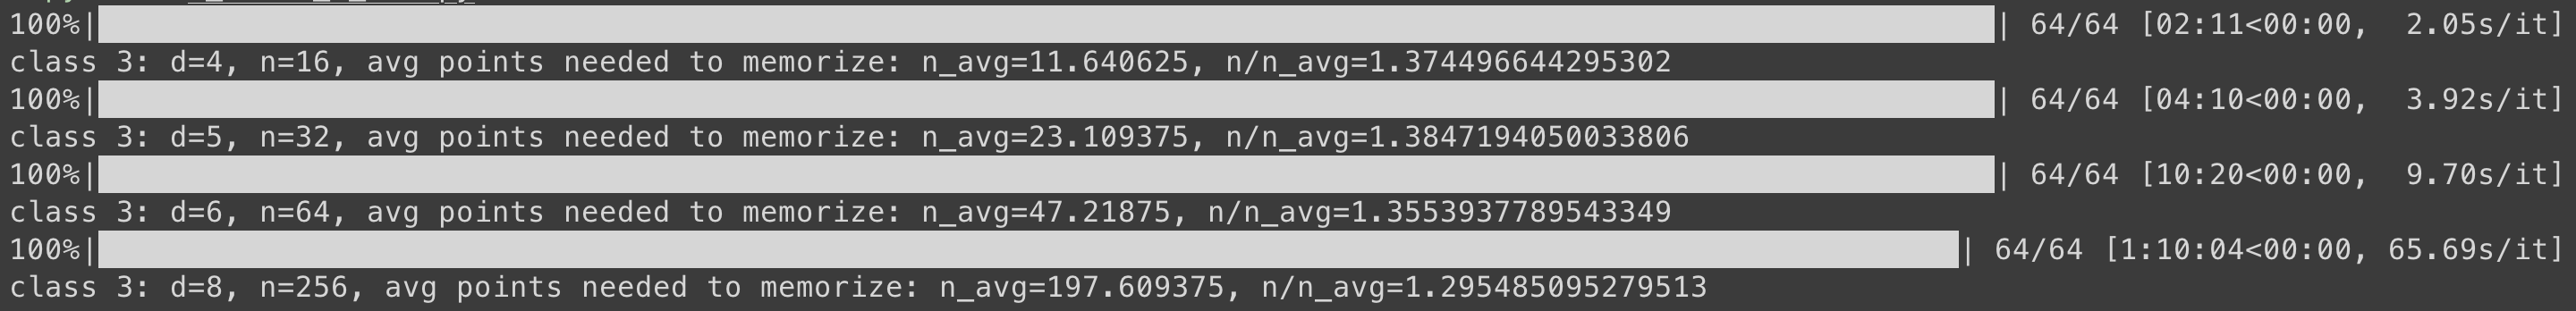 100%| | 64/64 [02:11<00:00, 2.05s/it]
class 3: d=4, n=16, avg points needed to memorize: n_avg=11.640625, n/n_avg=1.374496644295302
100%| | 64/64 [04:10<00:00, 3.92s/it]
class 3: d=5, n=32, avg points needed to memorize: n_avg=23.109375, n/n_avg=1.3847194050033806
100%| | 64/64 [10:20<00:00, 9.70s/it]
class 3: d=6, n=64, avg points needed to memorize: n_avg=47.21875, n/n_avg=1.3553937789543349
100%| | 64/64 [1:10:04<00:00, 65.69s/it]
class 3: d=8, n=256, avg points needed to memorize: n_avg=197.609375, n/n_avg=1.295485095279513